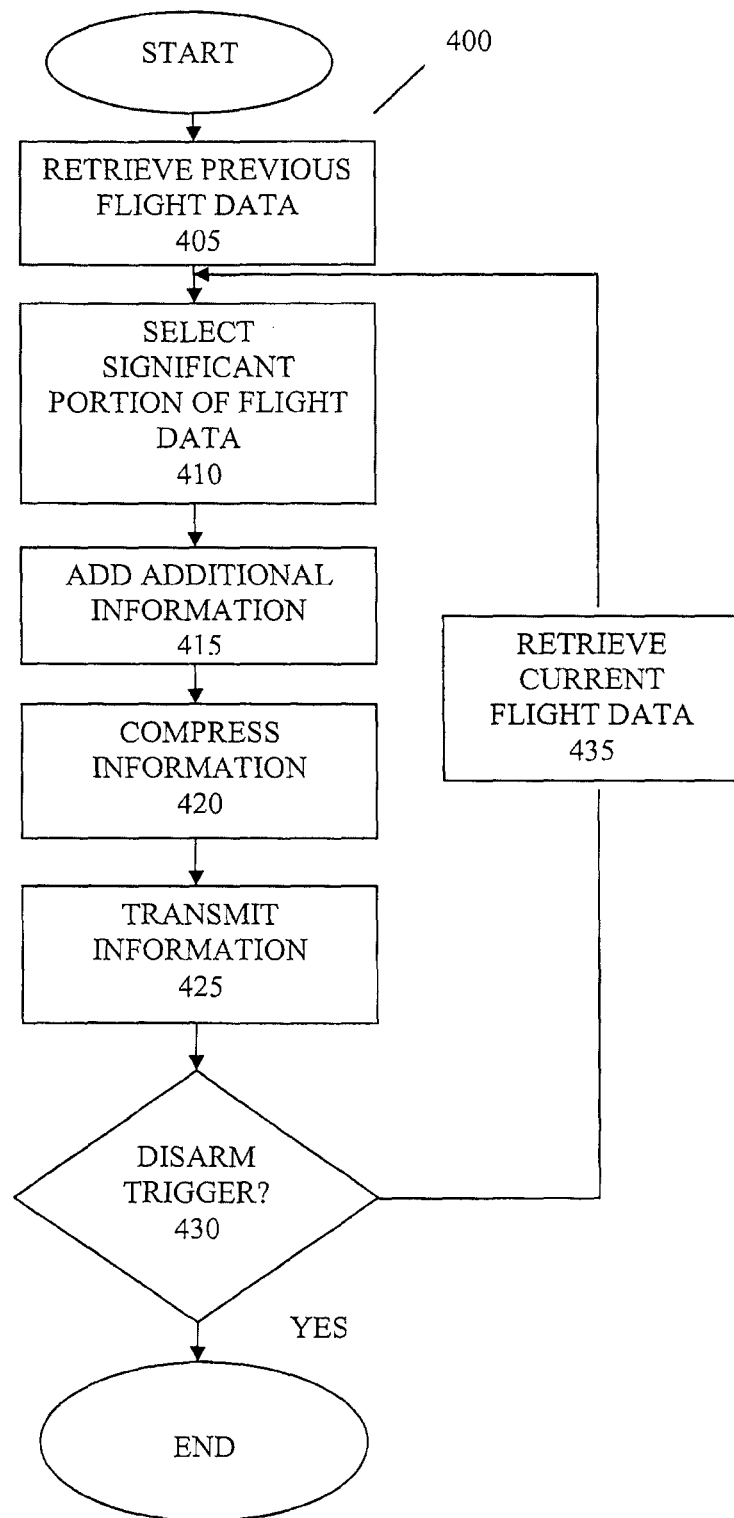 START
400
RETRIEVE PREVIOUS
FLIGHT DATA
405
SELECT
SIGNIFICANT
PORTION OF FLIGHT
DATA
410
ADD ADDITIONAL
INFORMATION
415
COMPRESS
INFORMATION
420
TRANSMIT
INFORMATION
425
DISARM
TRIGGER?
430
RETRIEVE
CURRENT
FLIGHT DATA
435
YES
END